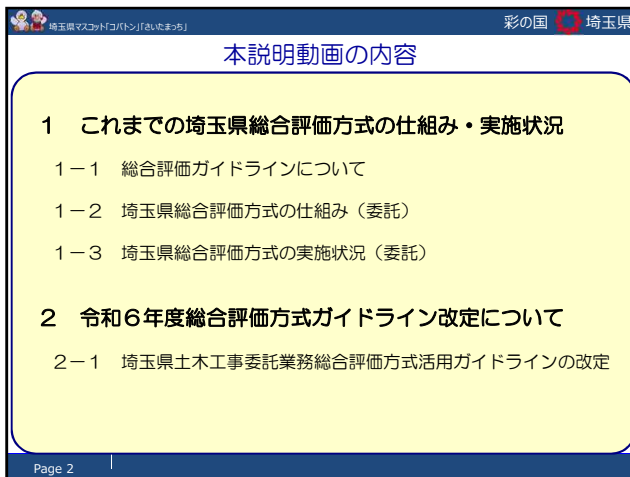 埼玉県マスコット「コバトン」「さいたまっち」
彩の国 埼玉県
本説明動画の内容
1 これまでの埼玉県総合評価方式の仕組み・実施状況
1-1 総合評価ガイドラインについて
1-2 埼玉県総合評価方式の仕組み(委託)
1-3 埼玉県総合評価方式の実施状況(委託)
2 令和6年度総合評価方式ガイドライン改定について
2-1 埼玉県土木工事委託業務総合評価方式活用ガイドラインの改定
Page 2